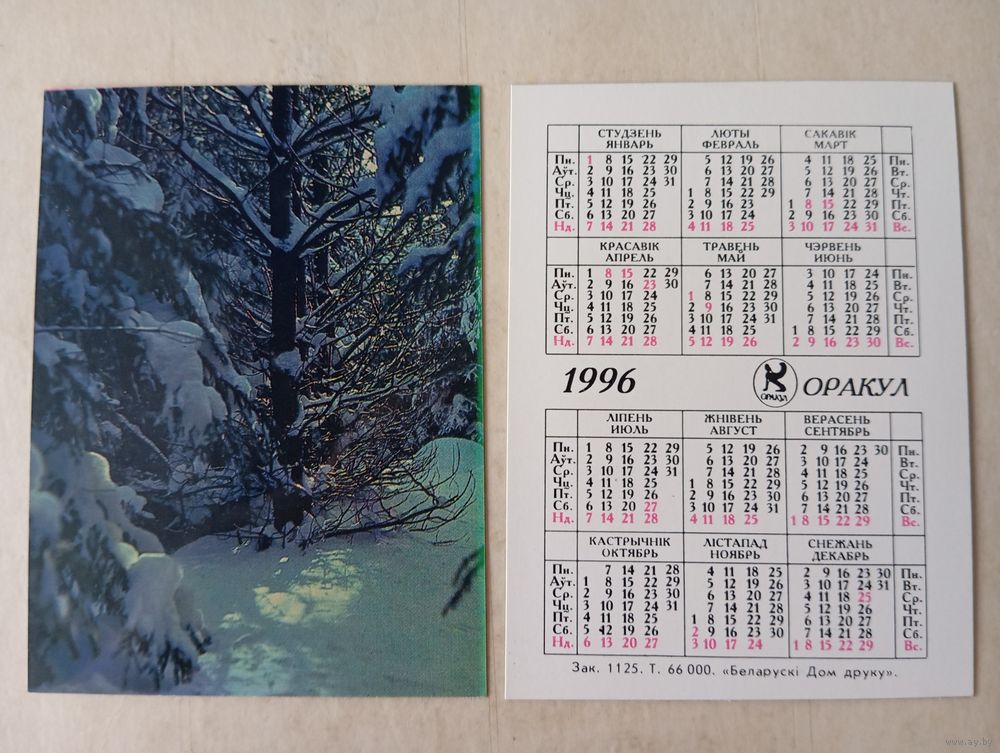 СТУДЗЕНЬ ЛЮТЫ САКАВІК
ЯНВАРЬ ФЕВРАЛЬ МАРТ
Пн. 1 8 15 22 29 5 12 19 26 4 11 18 25 Пн.
Аўт. 2 9 16 23 30 6 13 20 27 5 12 19 26 Вт.
Ср. 3 10 17 24 31 7 14 21 28 6 13 20 27 Ср.
Чц. 4 11 18 25 1 8 15 22 29 7 14 21 28 Чт.
Пт. 5 12 19 26 2 9 16 23 1 8 15 22 29 Пт.
Сб. 6 13 20 27 3 10 17 24 2 9 16 23 30 Сб.
Нд. 7 14 21 28 4 11 18 25 3 10 17 24 31 Вс.
КРАСАВІК ТРАВЕНЬ ЧЭРВЕНЬ
АПРЕЛЬ МАЙ ИЮНЬ
Пн. 1 8 15 22 29 6 13 20 27 3 10 17 24 Пн.
Аўт. 2 9 16 23 30 7 14 21 28 4 11 18 25 Вт.
Ср. 3 10 17 24 1 8 15 22 29 5 12 19 26 Ср.
Чц. 4 11 18 25 2 9 16 23 30 6 13 20 27 Чт.
Пт. 5 12 19 26 3 10 17 24 31 7 14 21 28 Пт.
Сб. 6 13 20 27 4 11 18 25 1 8 15 22 29 Сб.
Нд. 7 14 21 28 5 12 19 26 2 9 16 23 30 Вс.
1996 ОРАКУЛ ОРАКУЛ
ЛІПЕНЬ ЖНІВЕНЬ ВЕРАСЕНЬ
ИЮЛЬ АВГУСТ СЕНТЯБРЬ
Пн. 1 8 15 22 29 5 12 19 26 2 9 16 23 30 Пн.
Аўт. 2 9 16 23 30 6 13 20 27 3 10 17 24 Вт.
Ср. 3 10 17 24 31 7 14 21 28 4 11 18 25 Ср.
Чц. 4 11 18 25 1 8 15 22 29 5 12 19 26 Чт.
Пт. 5 12 19 26 2 9 16 23 30 6 13 20 27 Пт.
Сб. 6 13 20 27 3 10 17 24 31 7 14 21 28 Сб.
Нд. 7 14 21 28 4 11 18 25 1 8 15 22 29 Вс.
КАСТРЫЧНІК ЛІСТАПАД СНЕЖАНЬ
ОКТЯБРЬ НОЯБРЬ ДЕКАБРЬ
Пн. 7 14 21 28 4 11 18 25 2 9 16 23 30 Пн.
Аўт. 1 8 15 22 29 5 12 19 26 3 10 17 24 31 Вт.
Ср. 2 9 16 23 30 6 13 20 27 4 11 18 25 Ср.
Чц. 3 10 17 24 31 7 14 21 28 5 12 19 26 Чт.
Пт. 4 11 18 25 1 8 15 22 29 6 13 20 27 Пт.
Сб. 5 12 19 26 2 9 16 23 30 7 14 21 28 Сб.
Нд. 6 13 20 27 3 10 17 24 1 8 15 22 29 Вс.
Зак. 1125. Т. 66 000. «Беларускі Дом друку».
www.ay.by